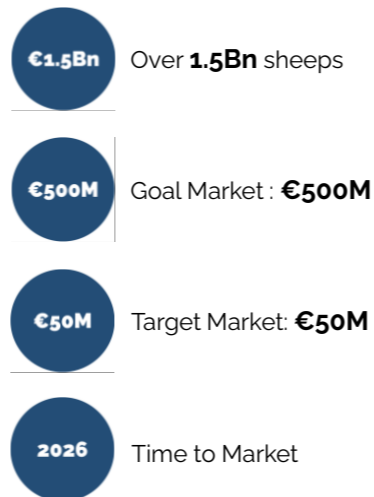 €1.5Bn Over 1.5Bn sheeps
€500M Goal Market : €500M
€50M Target Market: €50M
2026 Time to Market